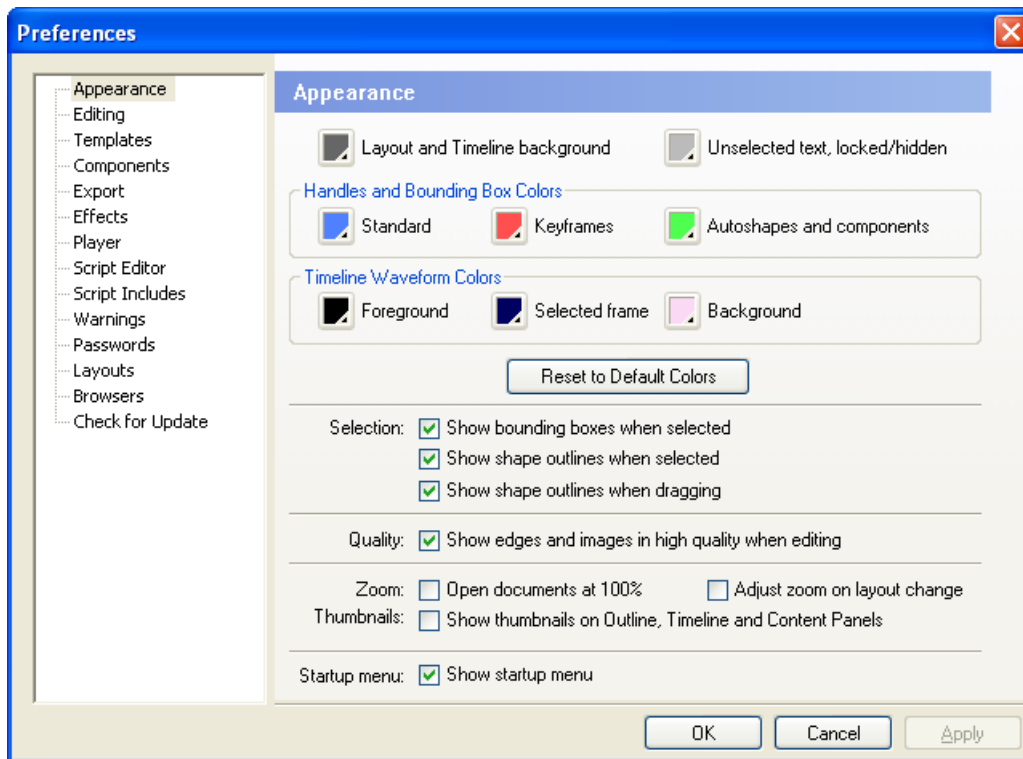 Preferences
Appearance
Editing
Templates
Components
Export
Effects
Player
Script Editor
Script Includes
Warnings
Passwords
Layouts
Browsers
Check for Update
Appearance
Layout and Timeline background Unselected text, locked/hidden
Handles and Bounding Box Colors
Standard Keyframes Autoshapes and components
Timeline Waveform Colors
Foreground Selected frame Background
Reset to Default Colors
Selection: Show bounding boxes when selected
Show shape outlines when selected
Show shape outlines when dragging
Quality: Show edges and images in high quality when editing
Zoom: Open documents at 100% Adjust zoom on layout change
Thumbnails: Show thumbnails on Outline, Timeline and Content Panels
Startup menu: Show startup menu
OK Cancel Apply